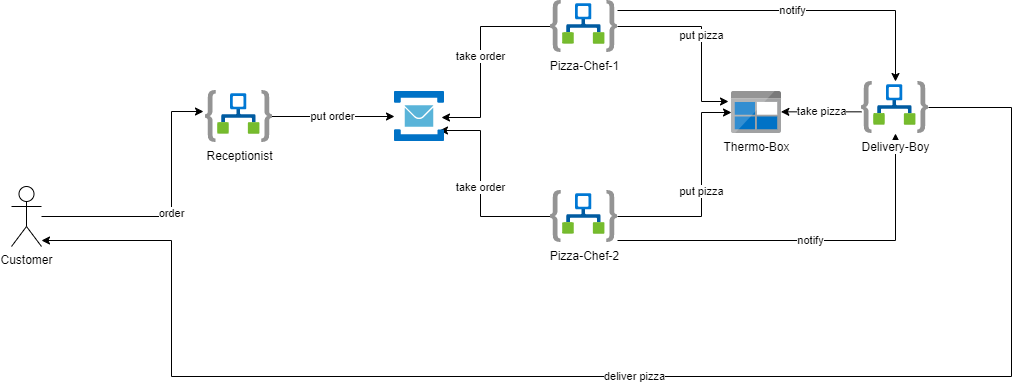 notify
put pizza
take order
Pizza-Chef-1
put order
take pizza
Receptionist
Thermo-Box
Delivery-Boy
take order
put pizza
order
notify
Pizza-Chef-2
Customer
deliver pizza